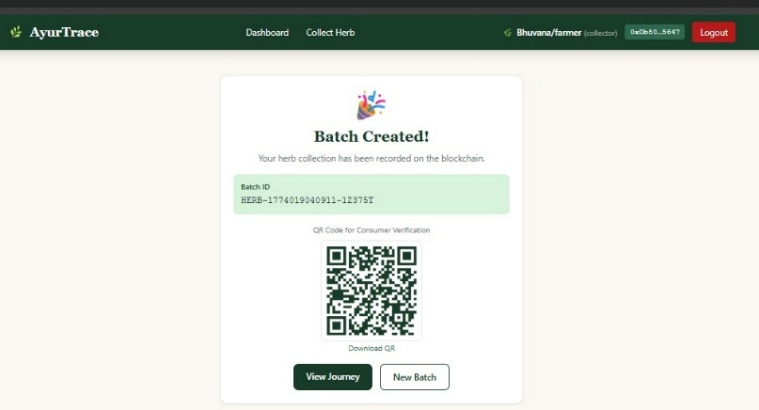 AyurTrace
Dashboard Collect Herb
Bhuvana/farmer (collector) 0xDb50…5647 Logout
Batch Created!
Your herb collection has been recorded on the blockchain.
Batch ID
HERB-1774019040911-1Z375T
QR Code for Consumer Verification
Download QR
View Journey New Batch